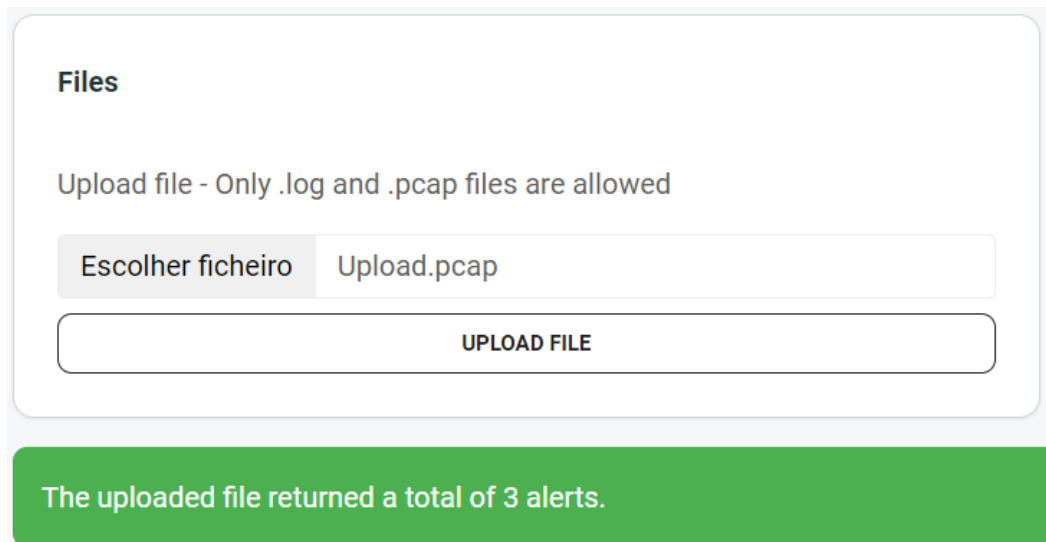 Files
Upload file - Only .log and .pcap files are allowed
Escolher ficheiro Upload.pcap
UPLOAD FILE
The uploaded file returned a total of 3 alerts.